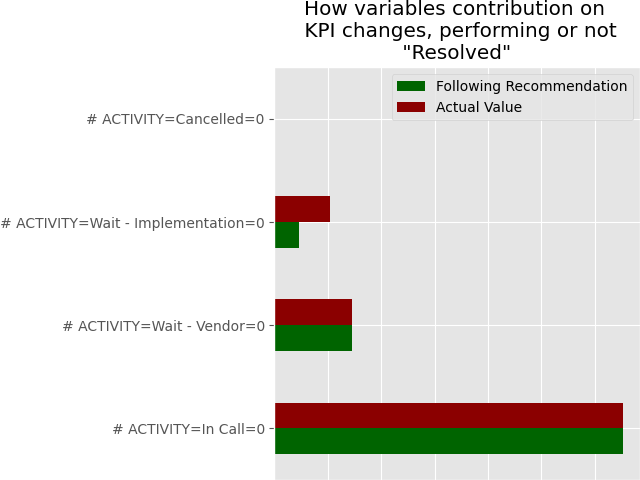 How variables contribution on
KPI changes, performing or not
"Resolved"
Following Recommendation
Actual Value
# ACTIVITY=Cancelled=0
# ACTIVITY=Wait - Implementation=0
# ACTIVITY=Wait - Vendor=0
# ACTIVITY=In Call=0